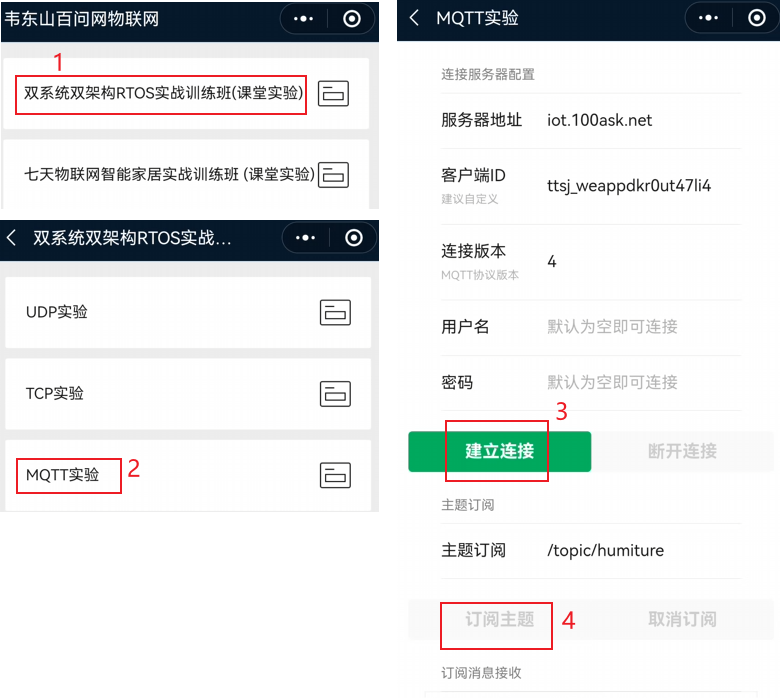 韦东山百问网物联网
1
双系统双架构RTOS实战训练班(课堂实验)
七天物联网智能家居实战训练班 (课堂实验)
双系统双架构RTOS实战...
UDP实验
TCP实验
MQTT实验
2
MQTT实验
连接服务器配置
服务器地址 iot.100ask.net
客户端ID ttsj_weappdkr0ut47li4
建议自定义
连接版本 4
MQTT协议版本
用户名 默认为空即可连接
密码 默认为空即可连接
3
建立连接 断开连接
主题订阅
主题订阅 /topic/humiture
订阅主题 4 取消订阅
订阅消息接收